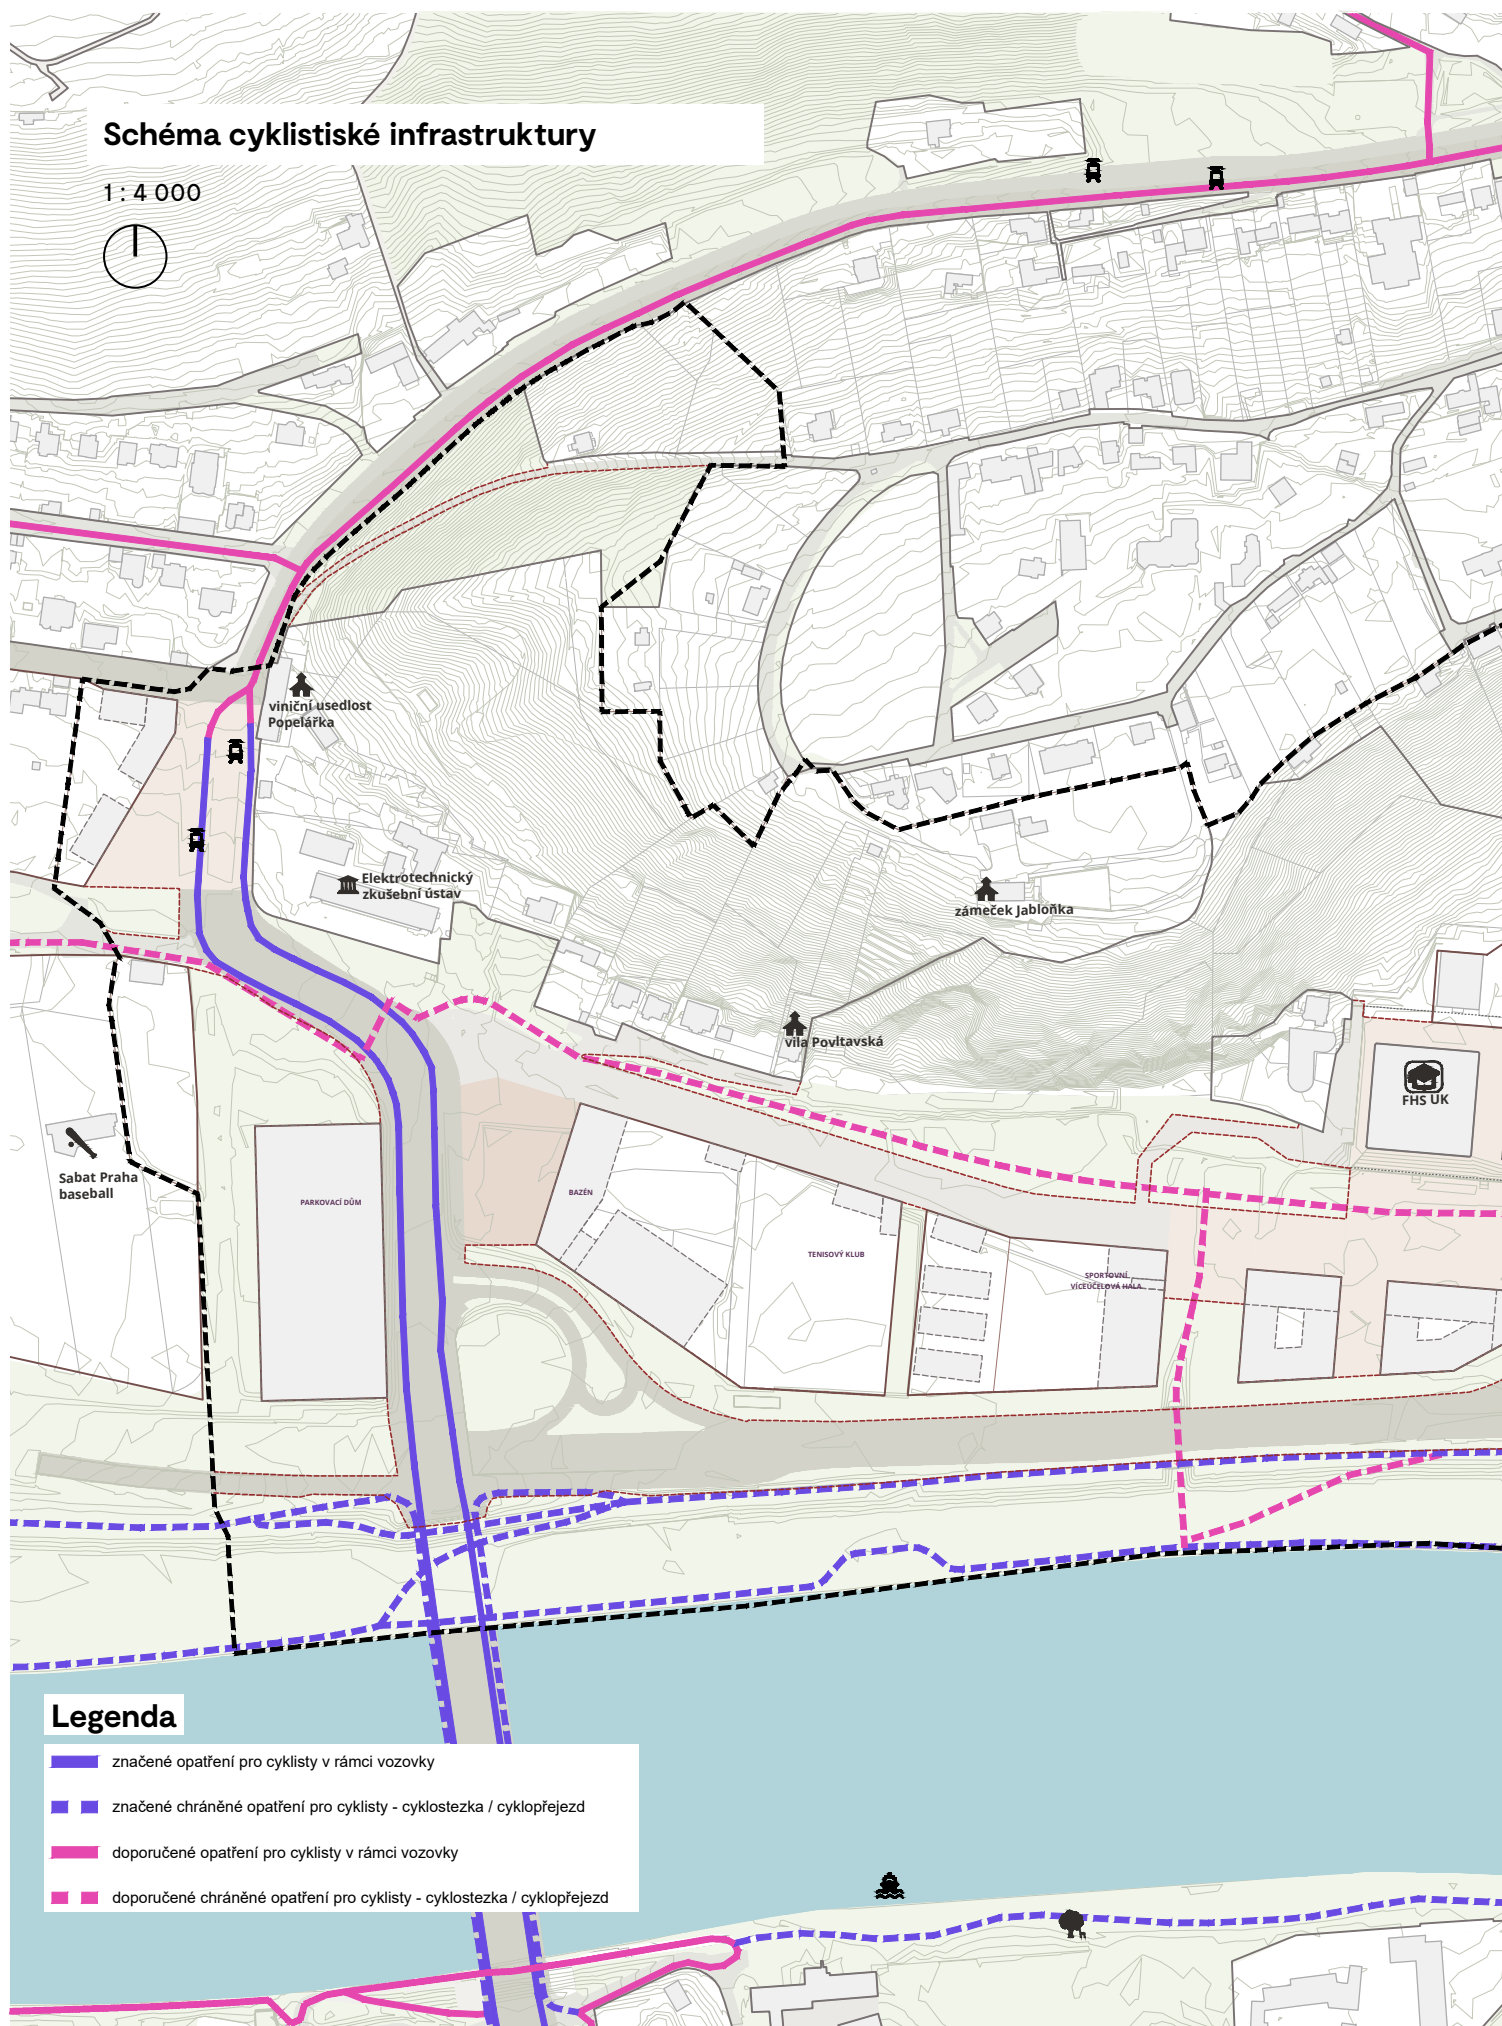 Schéma cyklististiké infrastruktury
1 : 4 000
viniční usedlost
Popelářka
Elektrotechnický
zkušební ústav
zámeček Jabloňka
vila Povltavská
FHS UK
Sabat Praha
baseball
PARKOVACÍ DŮM
BAZÉN
TENISOVÝ KLUB
SPORTOVNÍ
VÍCEÚČELOVÁ HALA
Legenda
značené opatření pro cyklisty v rámci vozovky
značené chráněné opatření pro cyklisty - cyklostezka / cyklopřejezd
doporučené opatření pro cyklisty v rámci vozovky
doporučené chráněné opatření pro cyklisty - cyklostezka / cyklopřejezd